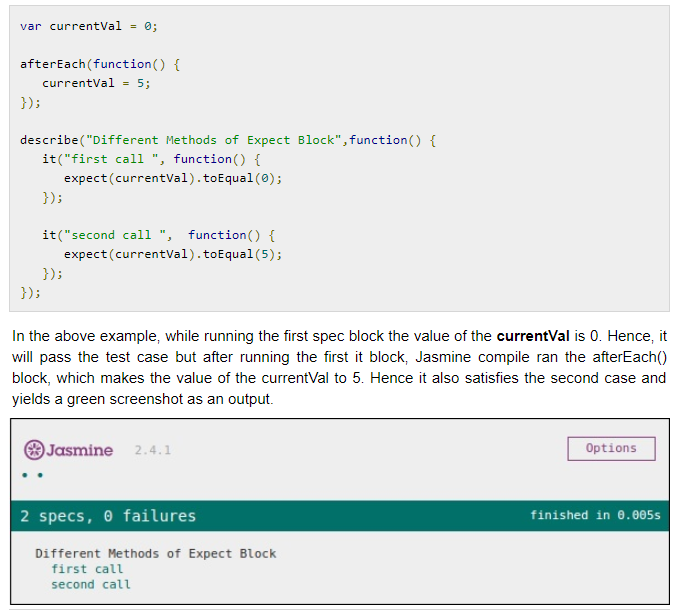 var currentVal = 0;
afterEach(function() {
currentVal = 5;
});
describe("Different Methods of Expect Block",function() {
it("first call ", function() {
expect(currentVal).toEqual(0);
});
it("second call ",  function() {
expect(currentVal).toEqual(5);
});
});
In the above example, while running the first spec block the value of the currentVal is 0. Hence, it
will pass the test case but after running the first it block, Jasmine compile ran the afterEach()
block, which makes the value of the currentVal to 5. Hence it also satisfies the second case and
yields a green screenshot as an output.
Jasmine 2.4.1 Options
2 specs, 0 failures finished in 0.005s
Different Methods of Expect Block
first call
second call